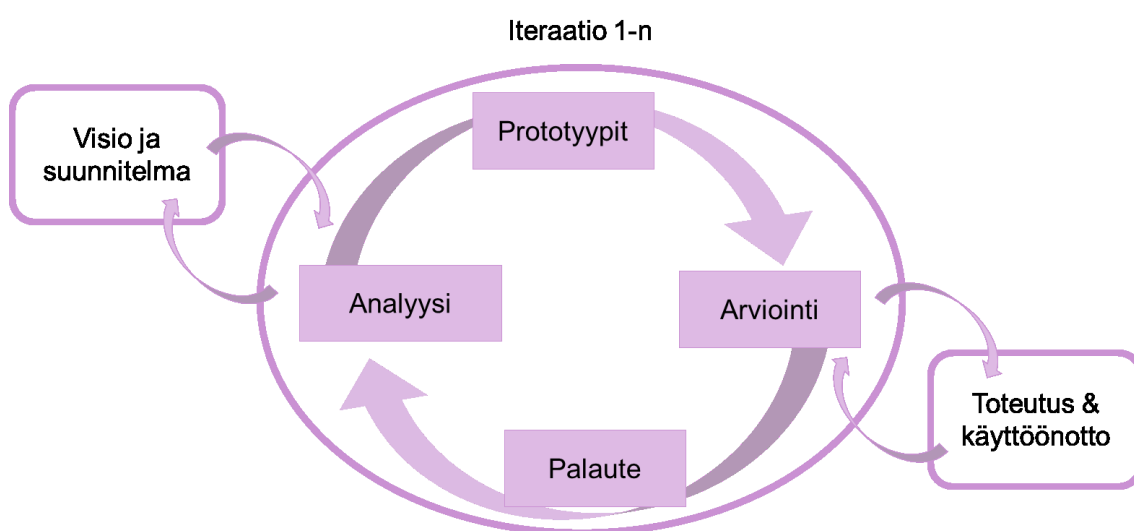 Iteraatio 1-n
Visio ja
suunnitelma
Prototyypit
Analyysi
Arviointi
Toteutus &
käyttöönotto
Palaute